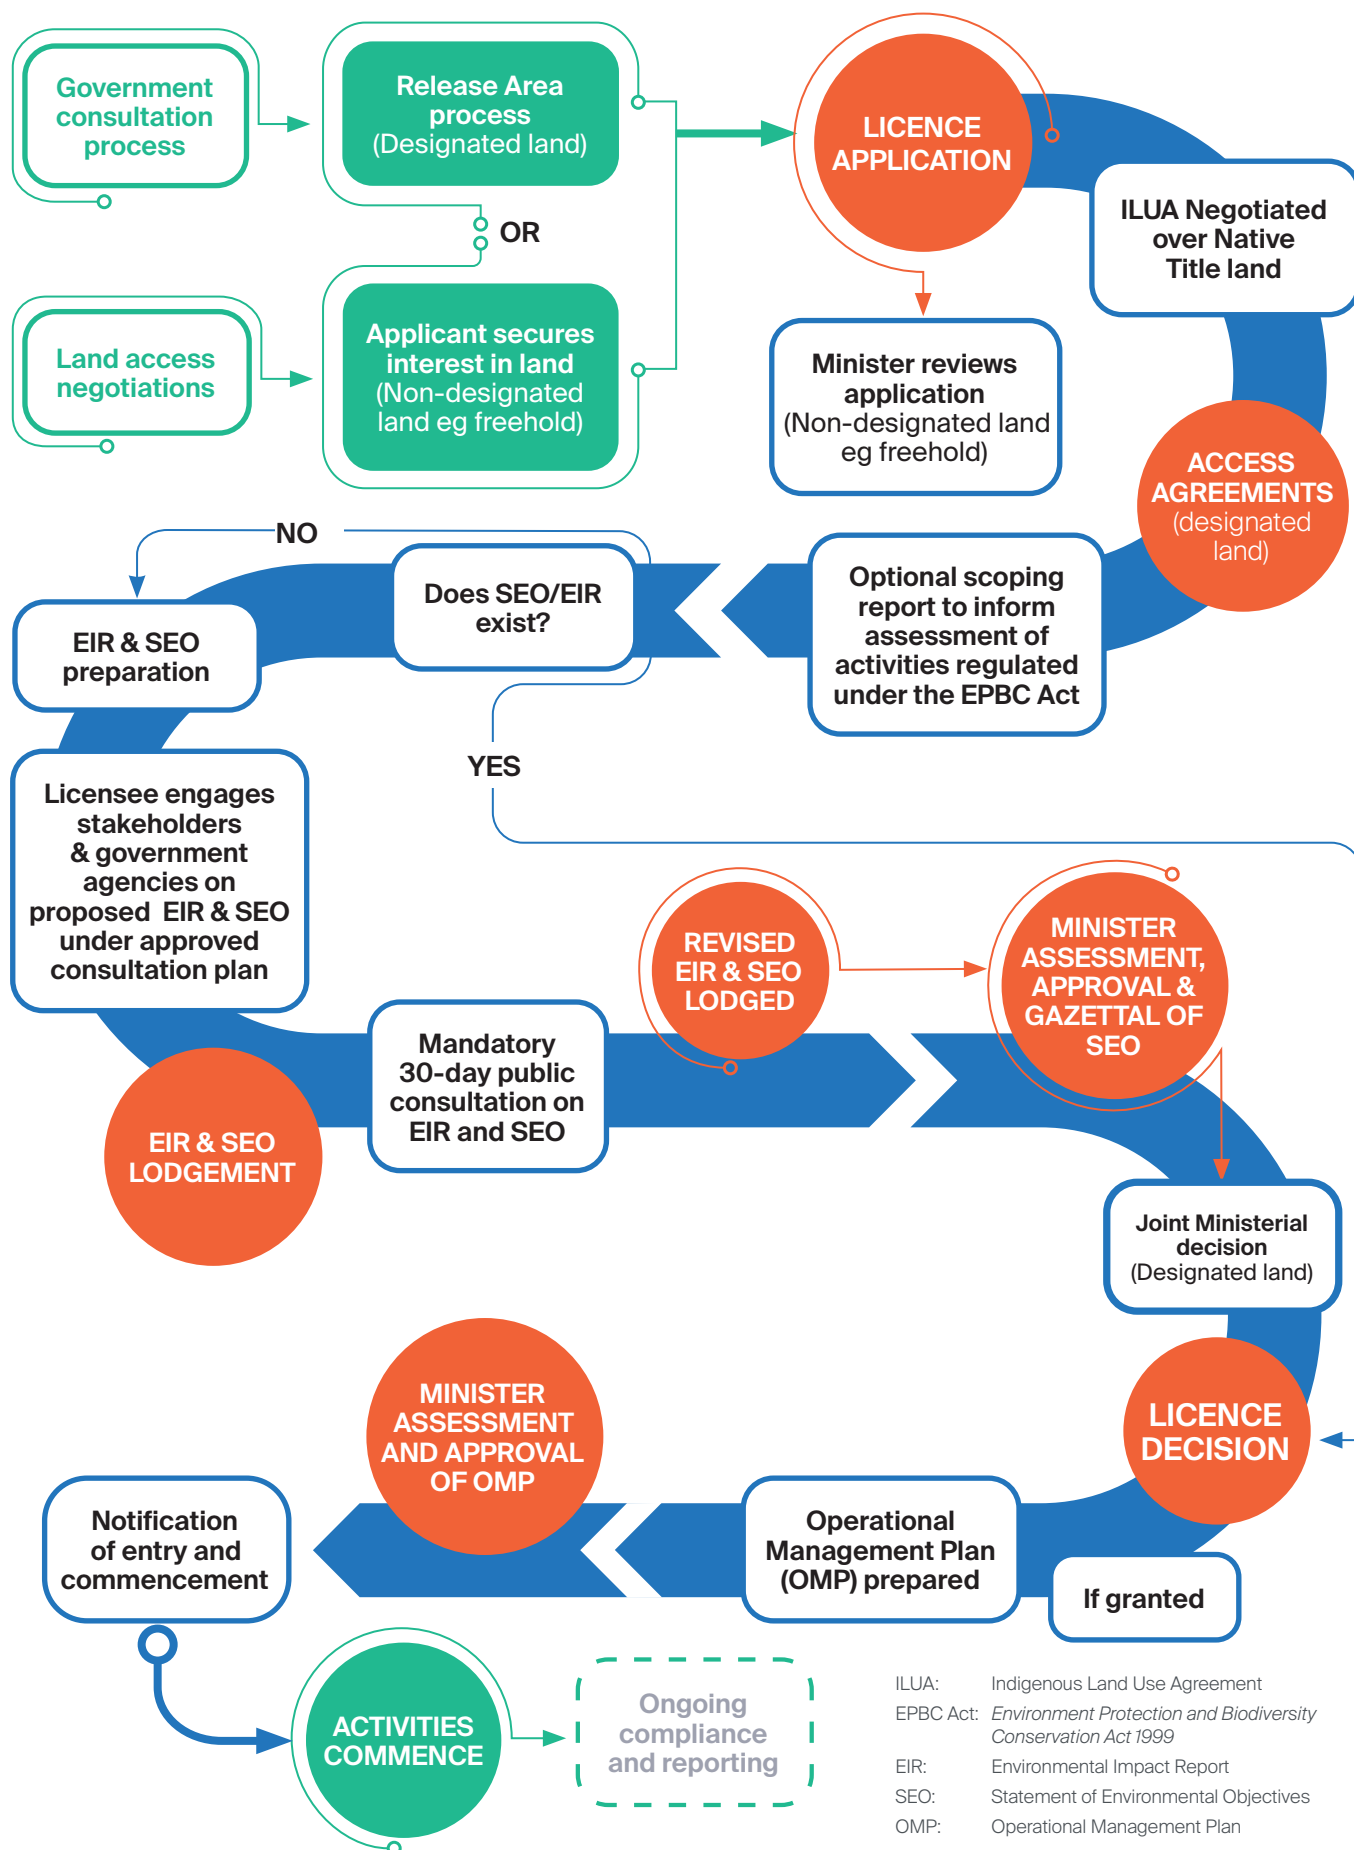 Government
consultation
process
Release Area
process
(Designated land)
OR
Land access
negotiations
Applicant secures
interest in land
(Non-designated
land eg freehold)
LICENCE
APPLICATION
ILUA Negotiated
over Native
Title land
Minister reviews
application
(Non-designated land
eg freehold)
ACCESS
AGREEMENTS
(designated
land)
Optional scoping
report to inform
assessment of
activities regulated
under the EPBC Act
Does SEO/EIR
exist?
NO
YES
EIR & SEO
preparation
Licensee engages
stakeholders
& government
agencies on
proposed EIR & SEO
under approved
consultation plan
EIR & SEO
LODGEMENT
Mandatory
30-day public
consultation on
EIR and SEO
REVISED
EIR & SEO
LODGED
MINISTER
ASSESSMENT,
APPROVAL &
GAZETTAL OF
SEO
Joint Ministerial
decision
(Designated land)
LICENCE
DECISION
If granted
Operational
Management Plan
(OMP) prepared
MINISTER
ASSESSMENT
AND APPROVAL
OF OMP
Notification
of entry and
commencement
ACTIVITIES
COMMENCE
Ongoing
compliance
and reporting
ILUA: Indigenous Land Use Agreement
EPBC Act: Environment Protection and Biodiversity
Conservation Act 1999
EIR: Environmental Impact Report
SEO: Statement of Environmental Objectives
OMP: Operational Management Plan